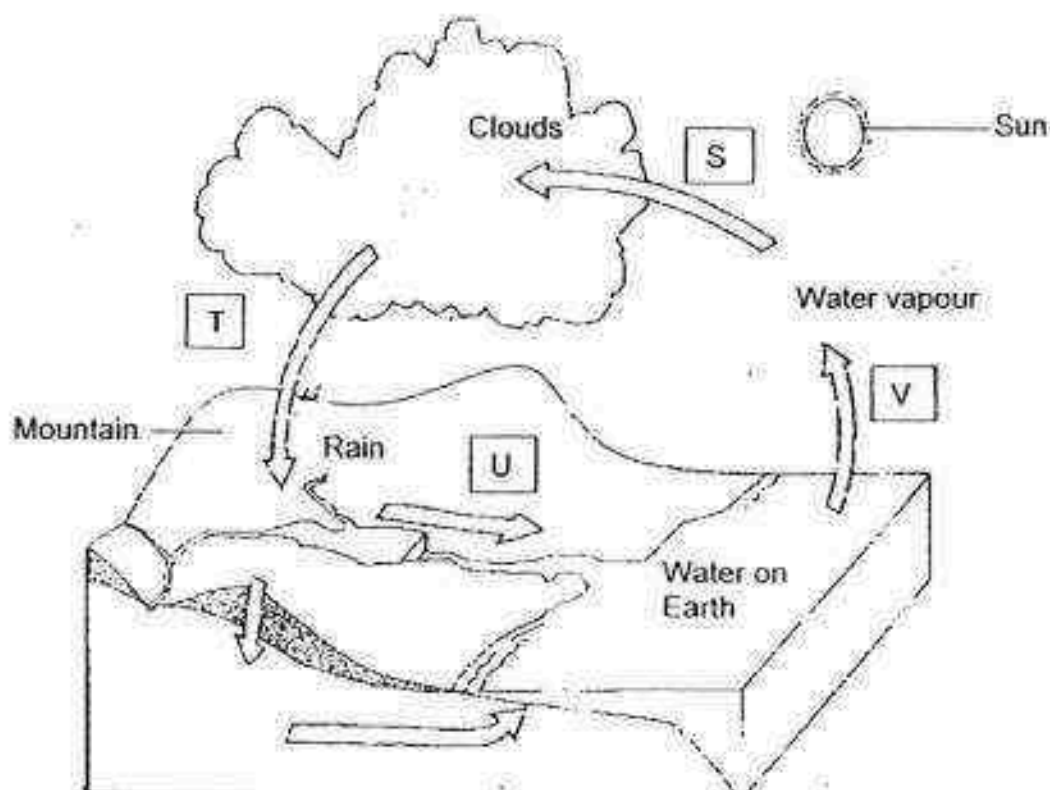 Clouds
S
Sun
T
Water vapour
V
Mountain
Rain
U
Water on
Earth